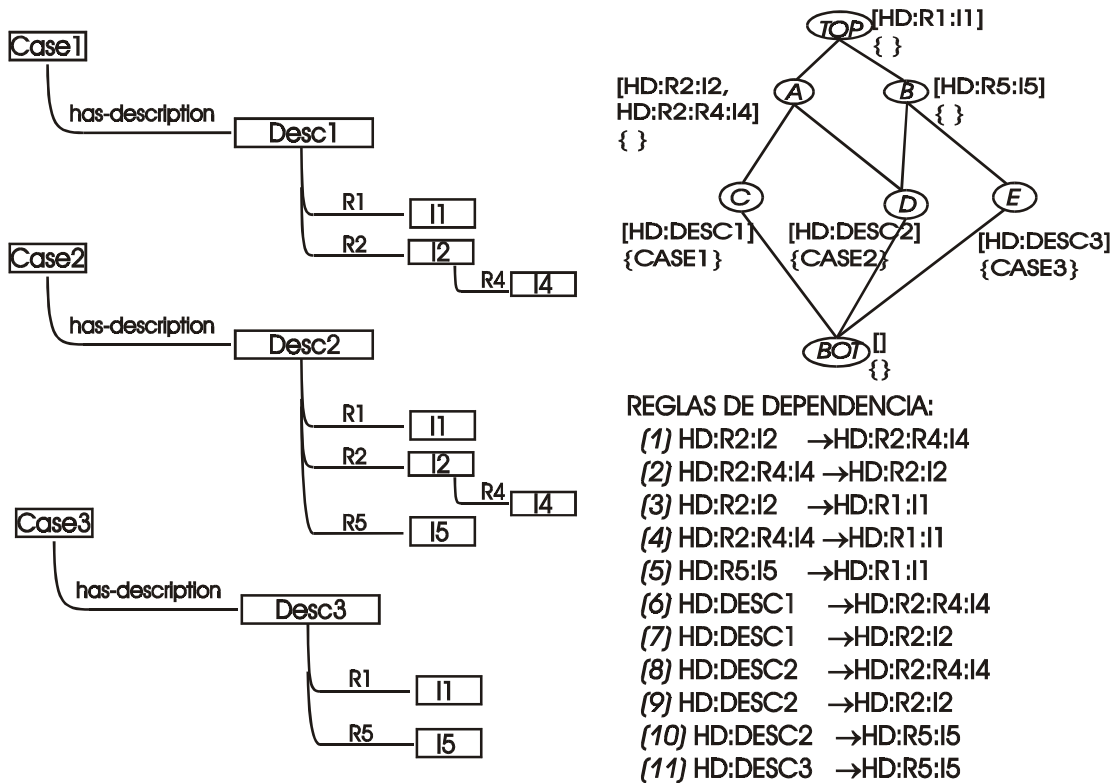 Case1
has-description
Desc1
R1
I1
R2
I2
R4
I4
Case2
has-description
Desc2
R1
I1
R2
I2
R4
I4
R5
I5
Case3
has-description
Desc3
R1
I1
R5
I5
TOP
[HD:R1:I1]
{ }
[HD:R2:I2,
HD:R2:R4:I4]
{ }
A
B
[HD:R5:I5]
{ }
C
D
E
[HD:DESC1]
{CASE1}
[HD:DESC2]
{CASE2}
[HD:DESC3]
{CASE3}
BOT
[]
{}
REGLAS DE DEPENDENCIA:
(1) HD:R2:I2 →HD:R2:R4:I4
(2) HD:R2:R4:I4 →HD:R2:I2
(3) HD:R2:I2 →HD:R1:I1
(4) HD:R2:R4:I4 →HD:R1:I1
(5) HD:R5:I5 →HD:R1:I1
(6) HD:DESC1 →HD:R2:R4:I4
(7) HD:DESC1 →HD:R2:I2
(8) HD:DESC2 →HD:R2:R4:I4
(9) HD:DESC2 →HD:R2:I2
(10) HD:DESC2 →HD:R5:I5
(11) HD:DESC3 →HD:R5:I5